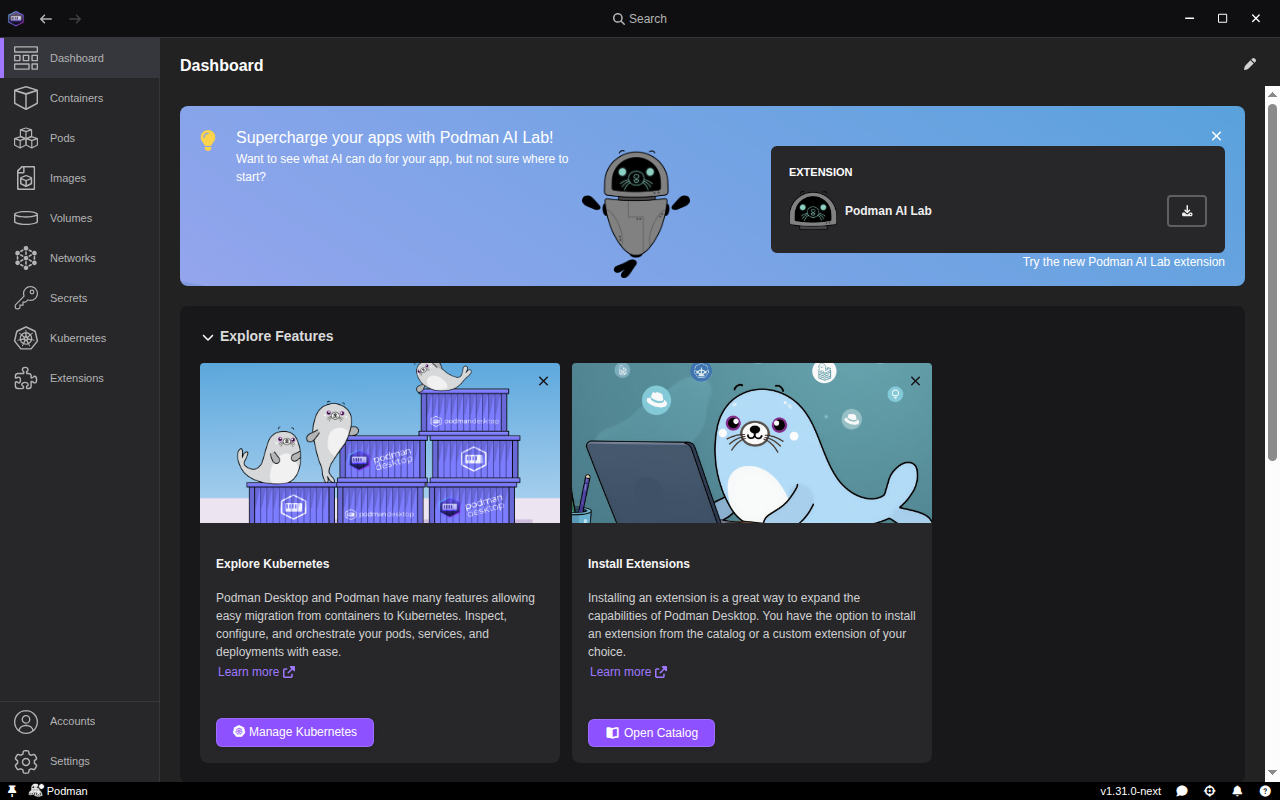 Search
Dashboard
Containers
Pods
Images
Volumes
Networks
Secrets
Kubernetes
Extensions
Accounts
Settings
Dashboard
Supercharge your apps with Podman AI Lab!
Want to see what AI can do for your app, but not sure where to
start?
EXTENSION
Podman AI Lab
Try the new Podman AI Lab extension
Explore Features
podmandesktop
podman
desktop
podmandesktop
podman
desktop
Explore Kubernetes
Podman Desktop and Podman have many features allowing
easy migration from containers to Kubernetes. Inspect,
configure, and orchestrate your pods, services, and
deployments with ease.
Learn more
Manage Kubernetes
Install Extensions
Installing an extension is a great way to expand the
capabilities of Podman Desktop. You have the option to install
an extension from the catalog or a custom extension of your
choice.
Learn more
Open Catalog
Podman
v1.31.0-next